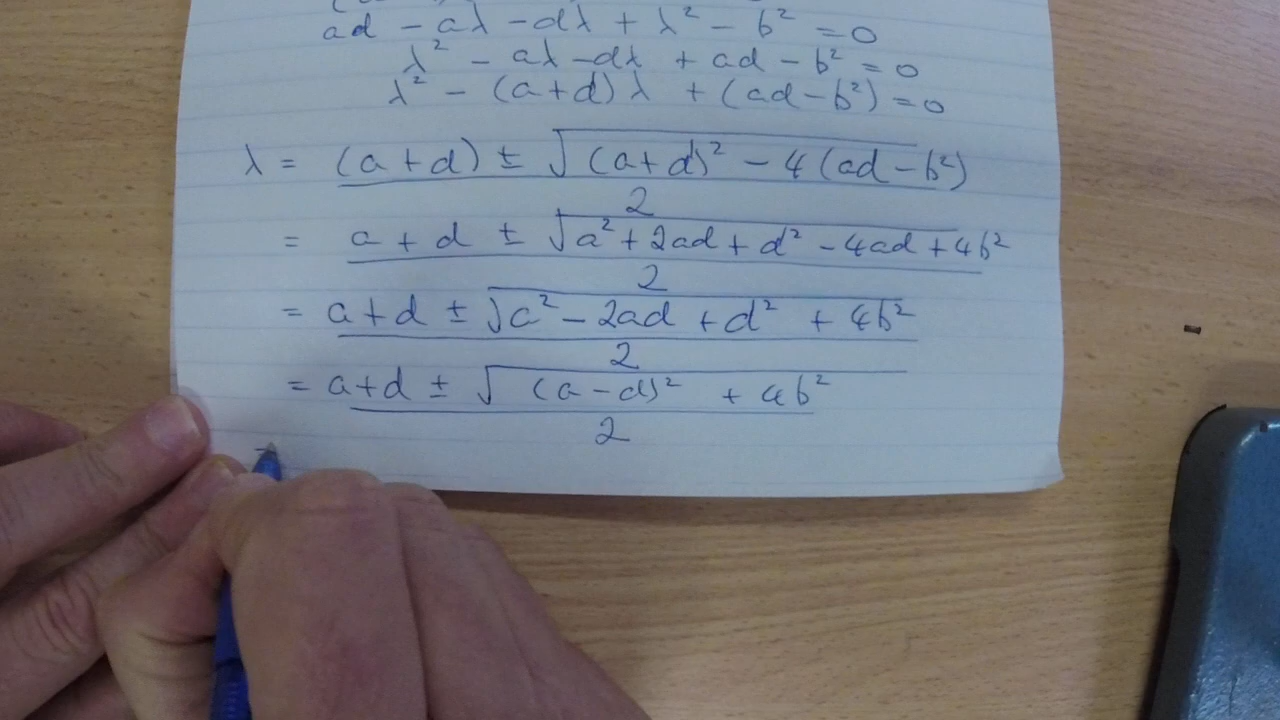 ad - aλ - dλ + λ² - b² = 0
λ² - aλ - dλ + ad - b² = 0
λ² - (a+d)λ + (ad - b²) = 0
λ = (a+d) ± √(a+d)² - 4(ad - b²) / 2
= a+d ± √a² + 2ad + d² - 4ad + 4b² / 2
= a+d ± √a² - 2ad + d² + 4b² / 2
= a+d ± √(a-d)² + 4b² / 2